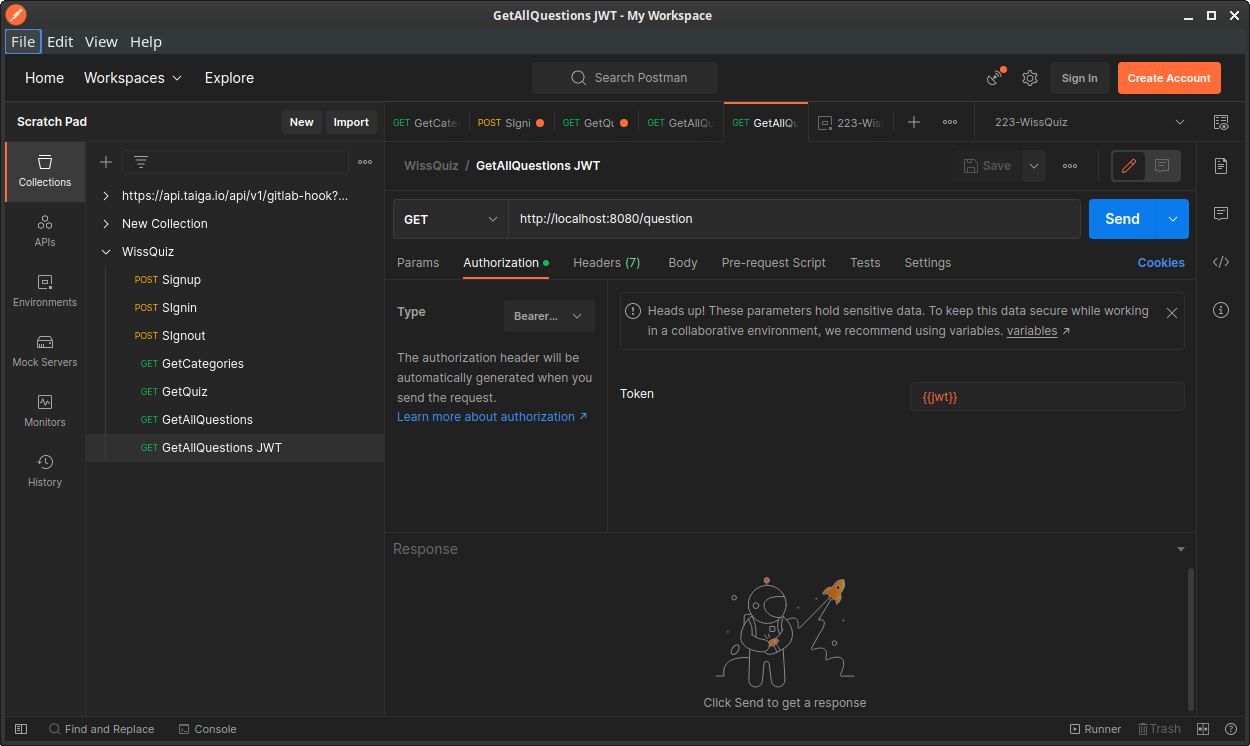 GetAllQuestions JWT - My Workspace
File Edit View Help
Home Workspaces Explore
Search Postman
Sign In
Create Account
Scratch Pad
New
Import
GET GetCate
POST SIgni
GET GetQu
GET GetAllQu
GET GetAllQu
223-Wis
223-WissQuiz
Collections
APIs
Environments
Mock Servers
Monitors
History
https://api.taiga.io/api/v1/gitlab-hook?...
New Collection
WissQuiz
POST SIgnup
POST SIgnin
POST SIgnout
GET GetCategories
GET GetQuiz
GET GetAllQuestions
GET GetAllQuestions JWT
WissQuiz / GetAllQuestions JWT
Save
GET
http://localhost:8080/question
Send
Params Authorization Headers (7) Body Pre-request Script Tests Settings
Cookies
Type
Bearer...
The authorization header will be
automatically generated when you
send the request.
Learn more about authorization ↗
Heads up! These parameters hold sensitive data. To keep this data secure while working
in a collaborative environment, we recommend using variables. variables ↗
Token
{{jwt}}
Response
Click Send to get a response
Find and Replace
Console
Runner
Trash